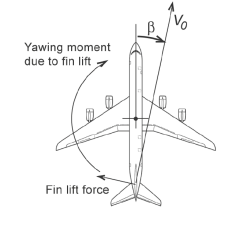 β
V₀
Yawing moment
due to fin lift
Fin lift force